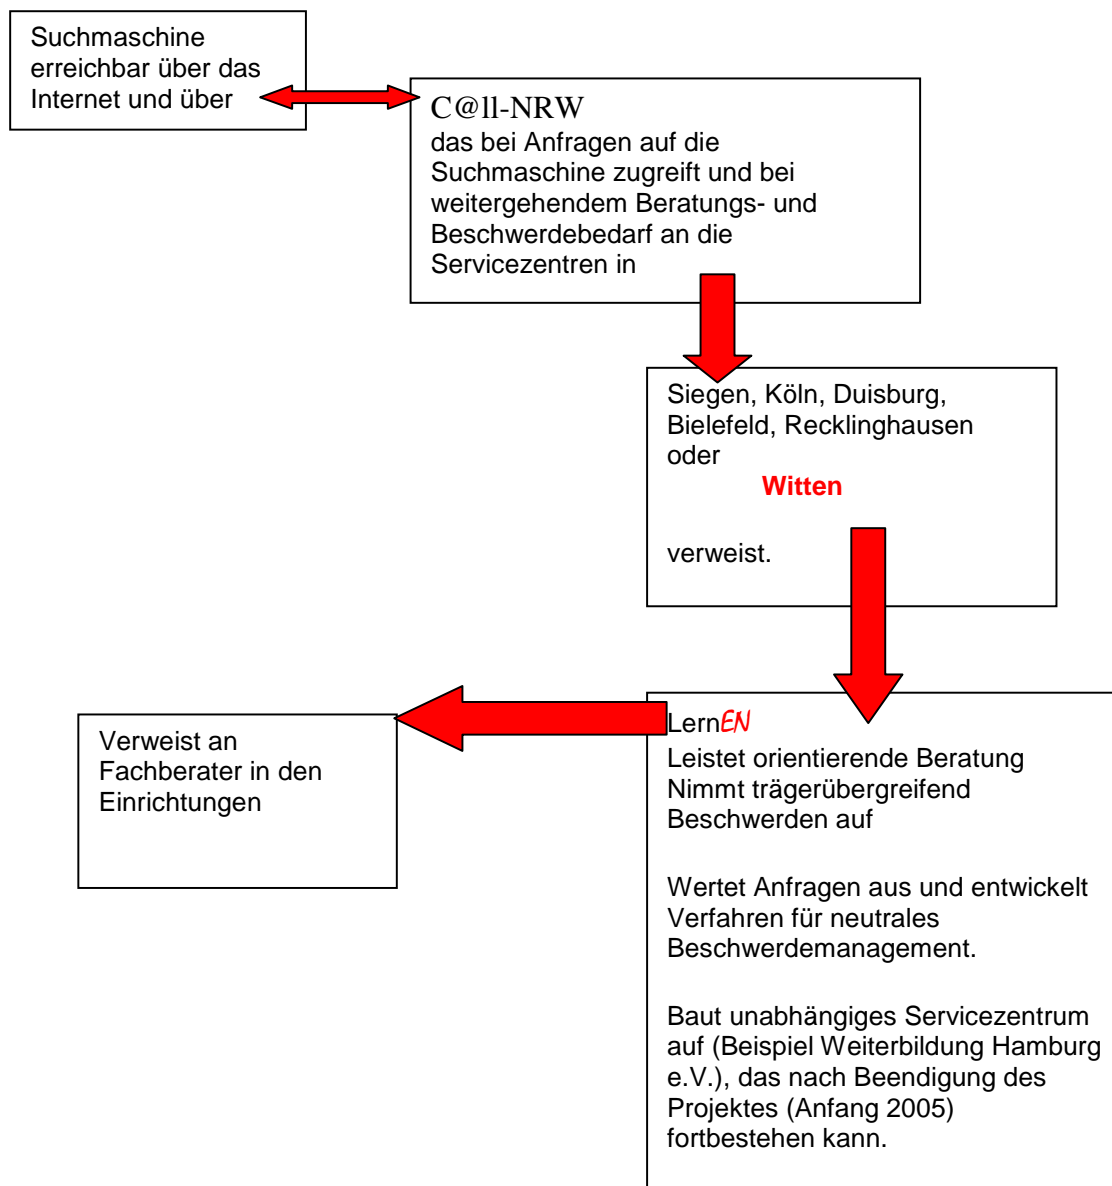 Suchmaschine
erreichbar über das
Internet und über
C@ll-NRW
das bei Anfragen auf die
Suchmaschine zugreift und bei
weitergehendem Beratungs- und
Beschwerdebedarf an die
Servicezentren in
Siegen, Köln, Duisburg,
Bielefeld, Recklinghausen
oder
Witten
verweist.
LernEN
Leistet orientierende Beratung
Nimmt trägerübergreifend
Beschwerden auf
Wertet Anfragen aus und entwickelt
Verfahren für neutrales
Beschwerdemanagement.
Baut unabhängiges Servicezentrum
auf (Beispiel Weiterbildung Hamburg
e.V.), das nach Beendigung des
Projektes (Anfang 2005)
fortbestehen kann.
Verweist an
Fachberater in den
Einrichtungen